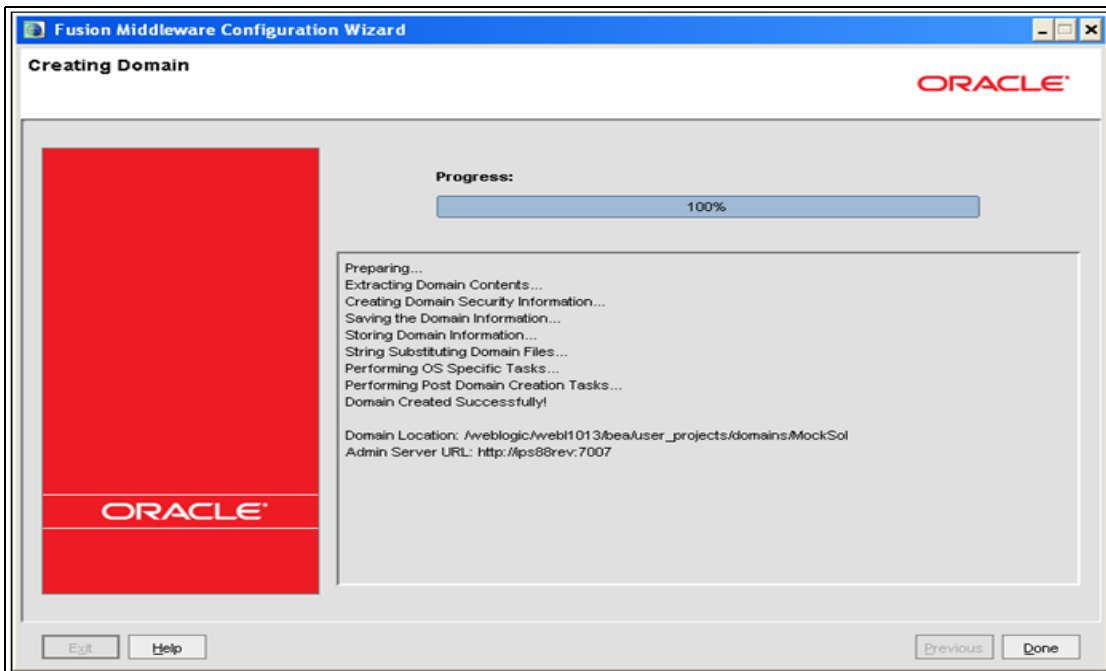 Fusion Middleware Configuration Wizard
Creating Domain
ORACLE
Progress:
100%
Preparing...
Extracting Domain Contents...
Creating Domain Security Information...
Saving the Domain Information...
Storing Domain Information...
String Substituting Domain Files...
Performing OS Specific Tasks...
Performing Post Domain Creation Tasks...
Domain Created Successfully!
Domain Location: /weblogic/webl1013/bea/user_projects/domains/MockSol
Admin Server URL: http://ips88rev:7007
ORACLE
Exit Help Previous Done